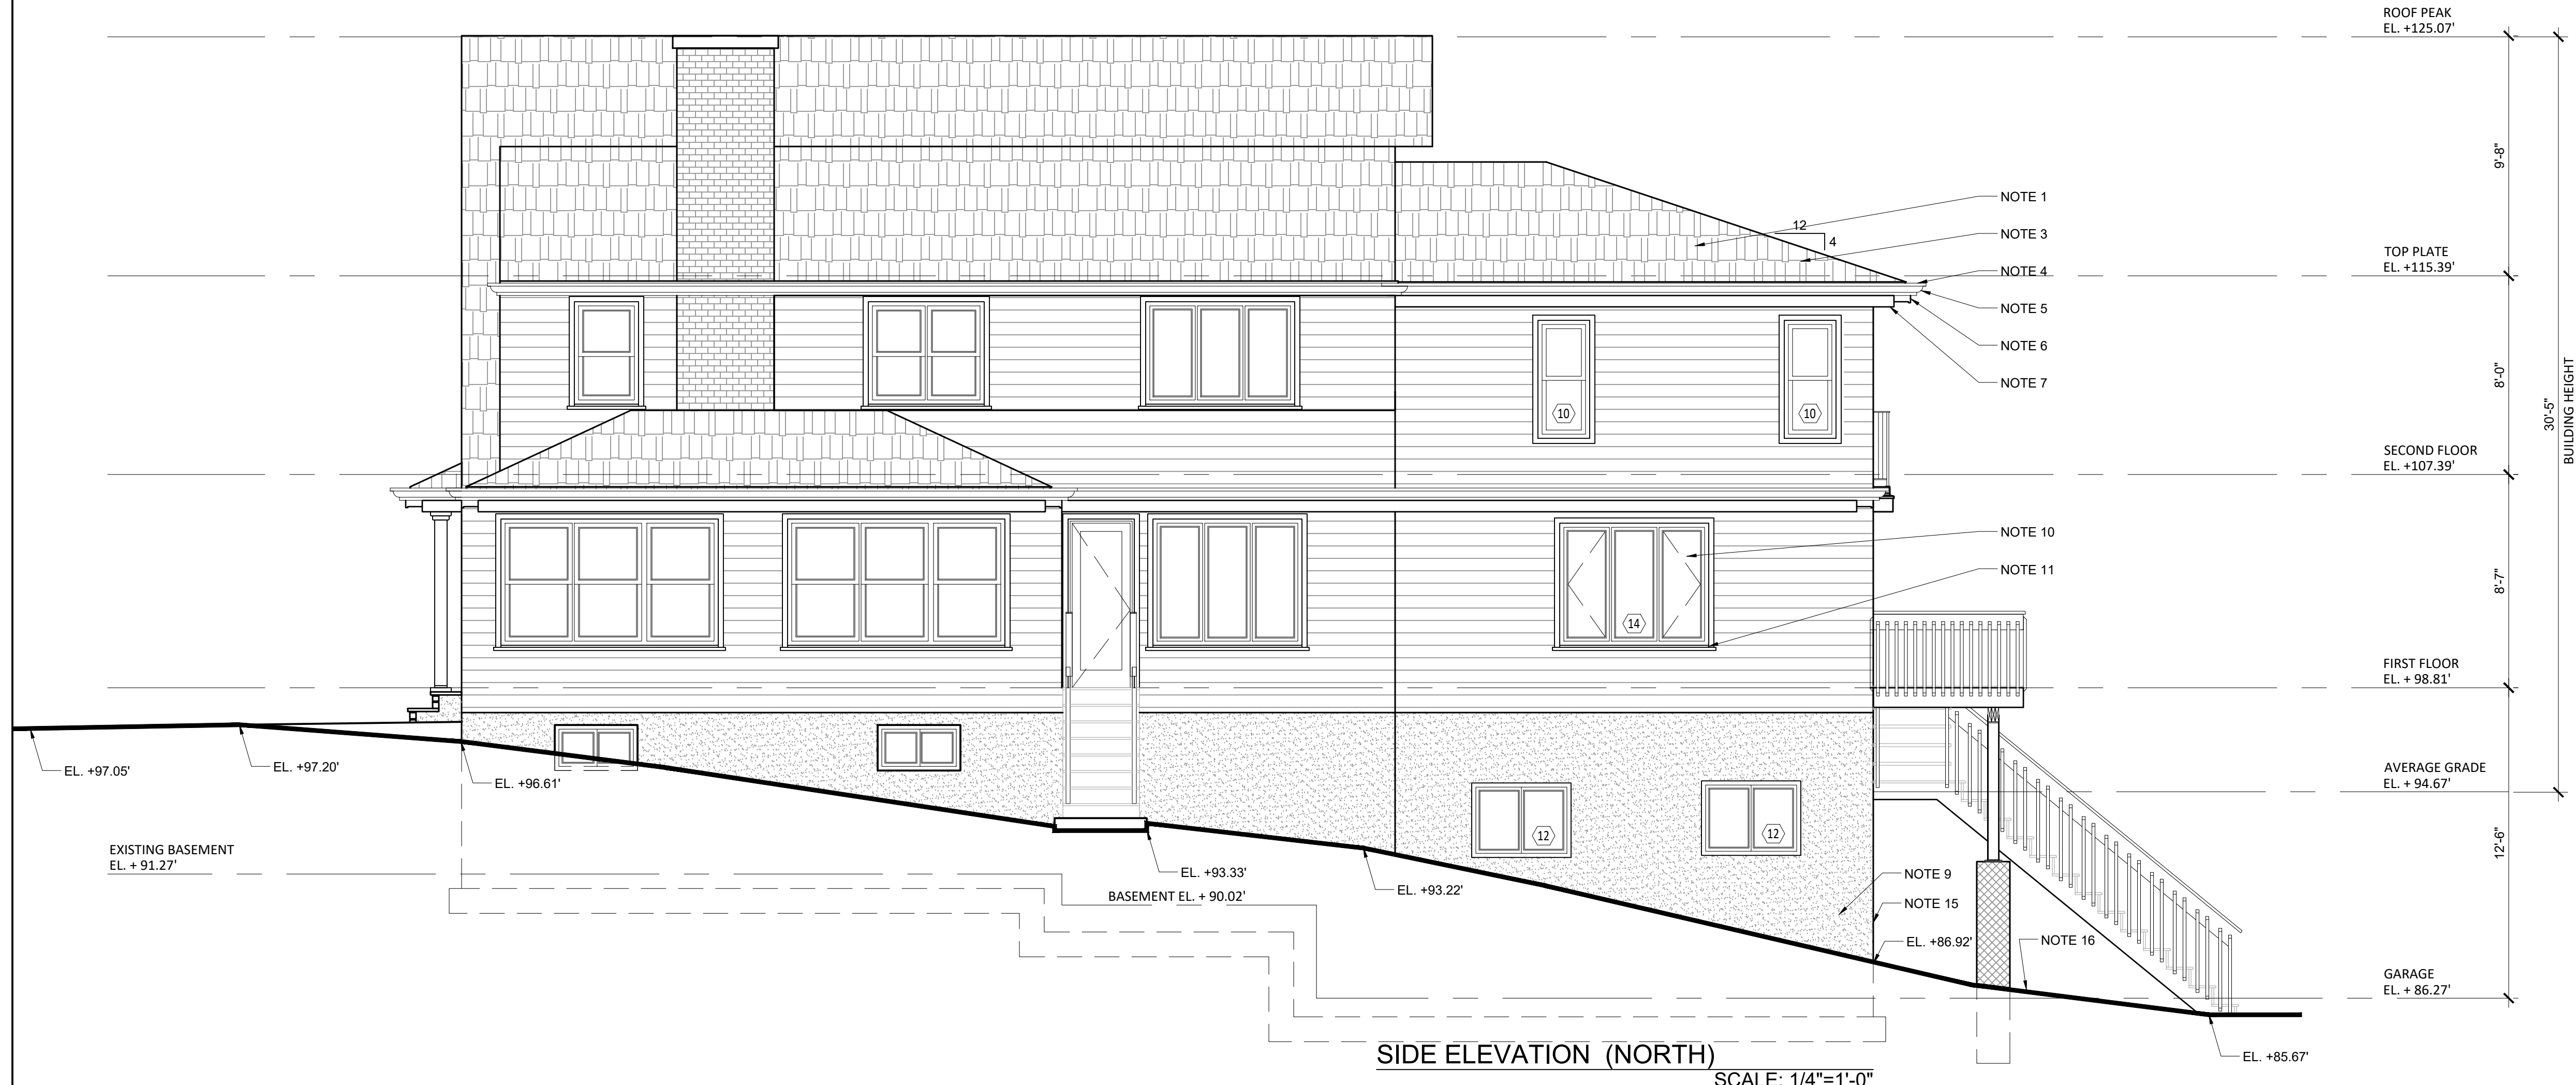 ROOF PEAK
EL. +125.07'
9'-8"
NOTE 1
12
4
NOTE 3
TOP PLATE
EL. +115.39'
NOTE 4
NOTE 5
NOTE 6
NOTE 7
8'-0"
30'-5"
BUILDING HEIGHT
10
10
SECOND FLOOR
EL. +107.39'
NOTE 10
NOTE 11
8'-7"
14
FIRST FLOOR
EL. + 98.81'
EL. +97.05'
EL. +97.20'
EL. +96.61'
AVERAGE GRADE
EL. + 94.67'
12
12
12'-6"
EXISTING BASEMENT
EL. + 91.27'
EL. +93.33'
BASEMENT EL. + 90.02'
EL. +93.22'
NOTE 9
NOTE 15
EL. +86.92'
NOTE 16
GARAGE
EL. + 86.27'
EL. +85.67'
SIDE ELEVATION (NORTH)
SCALE: 1/4"=1'-0"